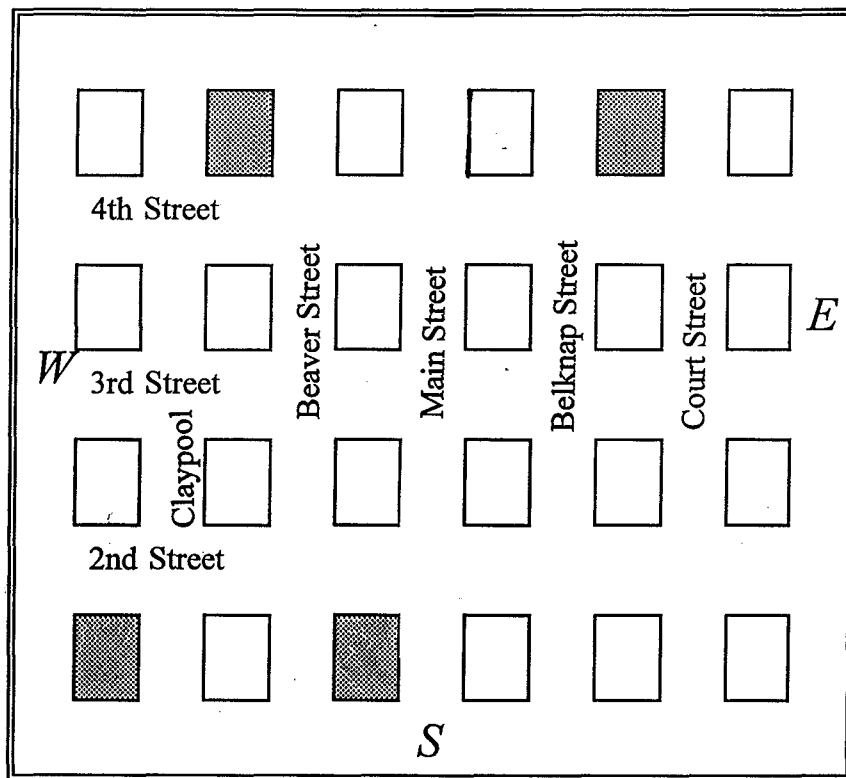 4th Street
Beaver Street
Main Street
Belknap Street
Court Street
E
W
3rd Street
Claypool
2nd Street
S